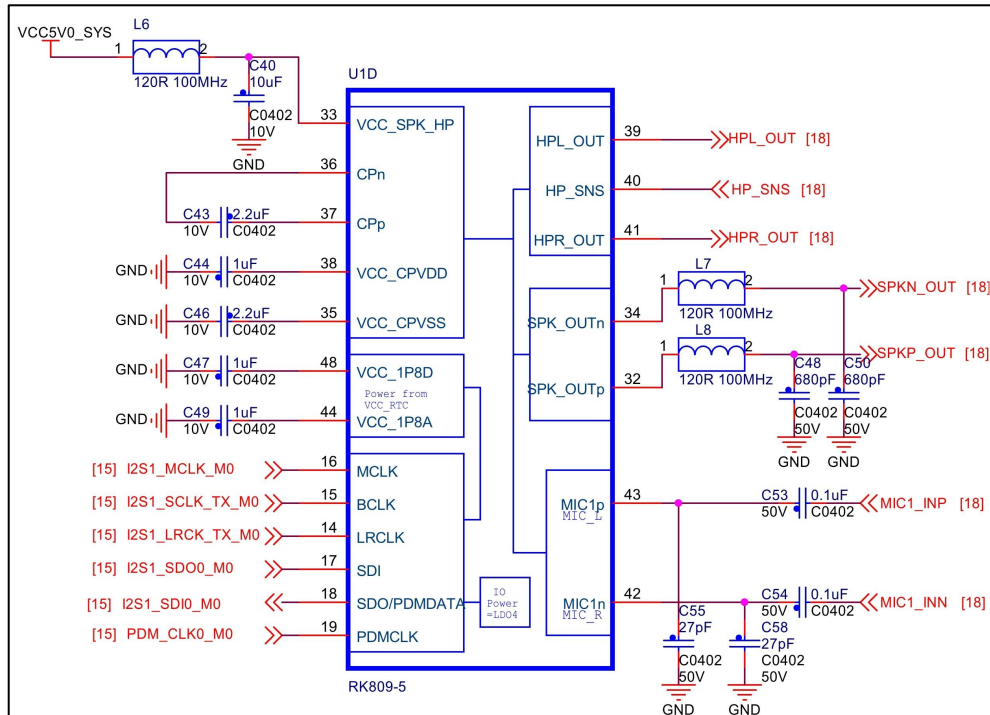 VCC5V0_SYS
L6
1
2
120R 100MHz
C40
10uF
C0402
10V
GND
U1D
33
VCC_SPK_HP
36
CPn
C43
2.2uF
37
CPp
10V
C0402
GND
C44
1uF
38
VCC_CPVDD
10V
C0402
GND
C46
2.2uF
35
VCC_CPVSS
10V
C0402
GND
C47
1uF
48
VCC_1P8D
10V
C0402
Power from
VCC_RTC
GND
C49
1uF
44
VCC_1P8A
10V
C0402
[15] I2S1_MCLK_M0
16
MCLK
[15] I2S1_SCLK_TX_M0
15
BCLK
[15] I2S1_LRCK_TX_M0
14
LRCLK
[15] I2S1_SDO0_M0
17
SDI
[15] I2S1_SDI0_M0
18
SDO/PDMDATA
[15] PDM_CLK0_M0
19
PDMCLK
IO
Power
=LDO4
RK809-5
HPL_OUT
39
HPL_OUT [18]
HP_SNS
40
HP_SNS [18]
HPR_OUT
41
HPR_OUT [18]
L7
1
2
SPK_OUTn
34
120R 100MHz
SPKN_OUT [18]
L8
1
2
SPK_OUTp
32
120R 100MHz
SPKP_OUT [18]
C48
680pF
C0402
50V
GND
C50
680pF
C0402
50V
GND
MIC1p
MIC_L
43
C53
0.1uF
50V
C0402
MIC1_INP [18]
MIC1n
MIC_R
42
C54
0.1uF
50V
C0402
MIC1_INN [18]
C55
27pF
C0402
50V
GND
C58
27pF
C0402
50V
GND